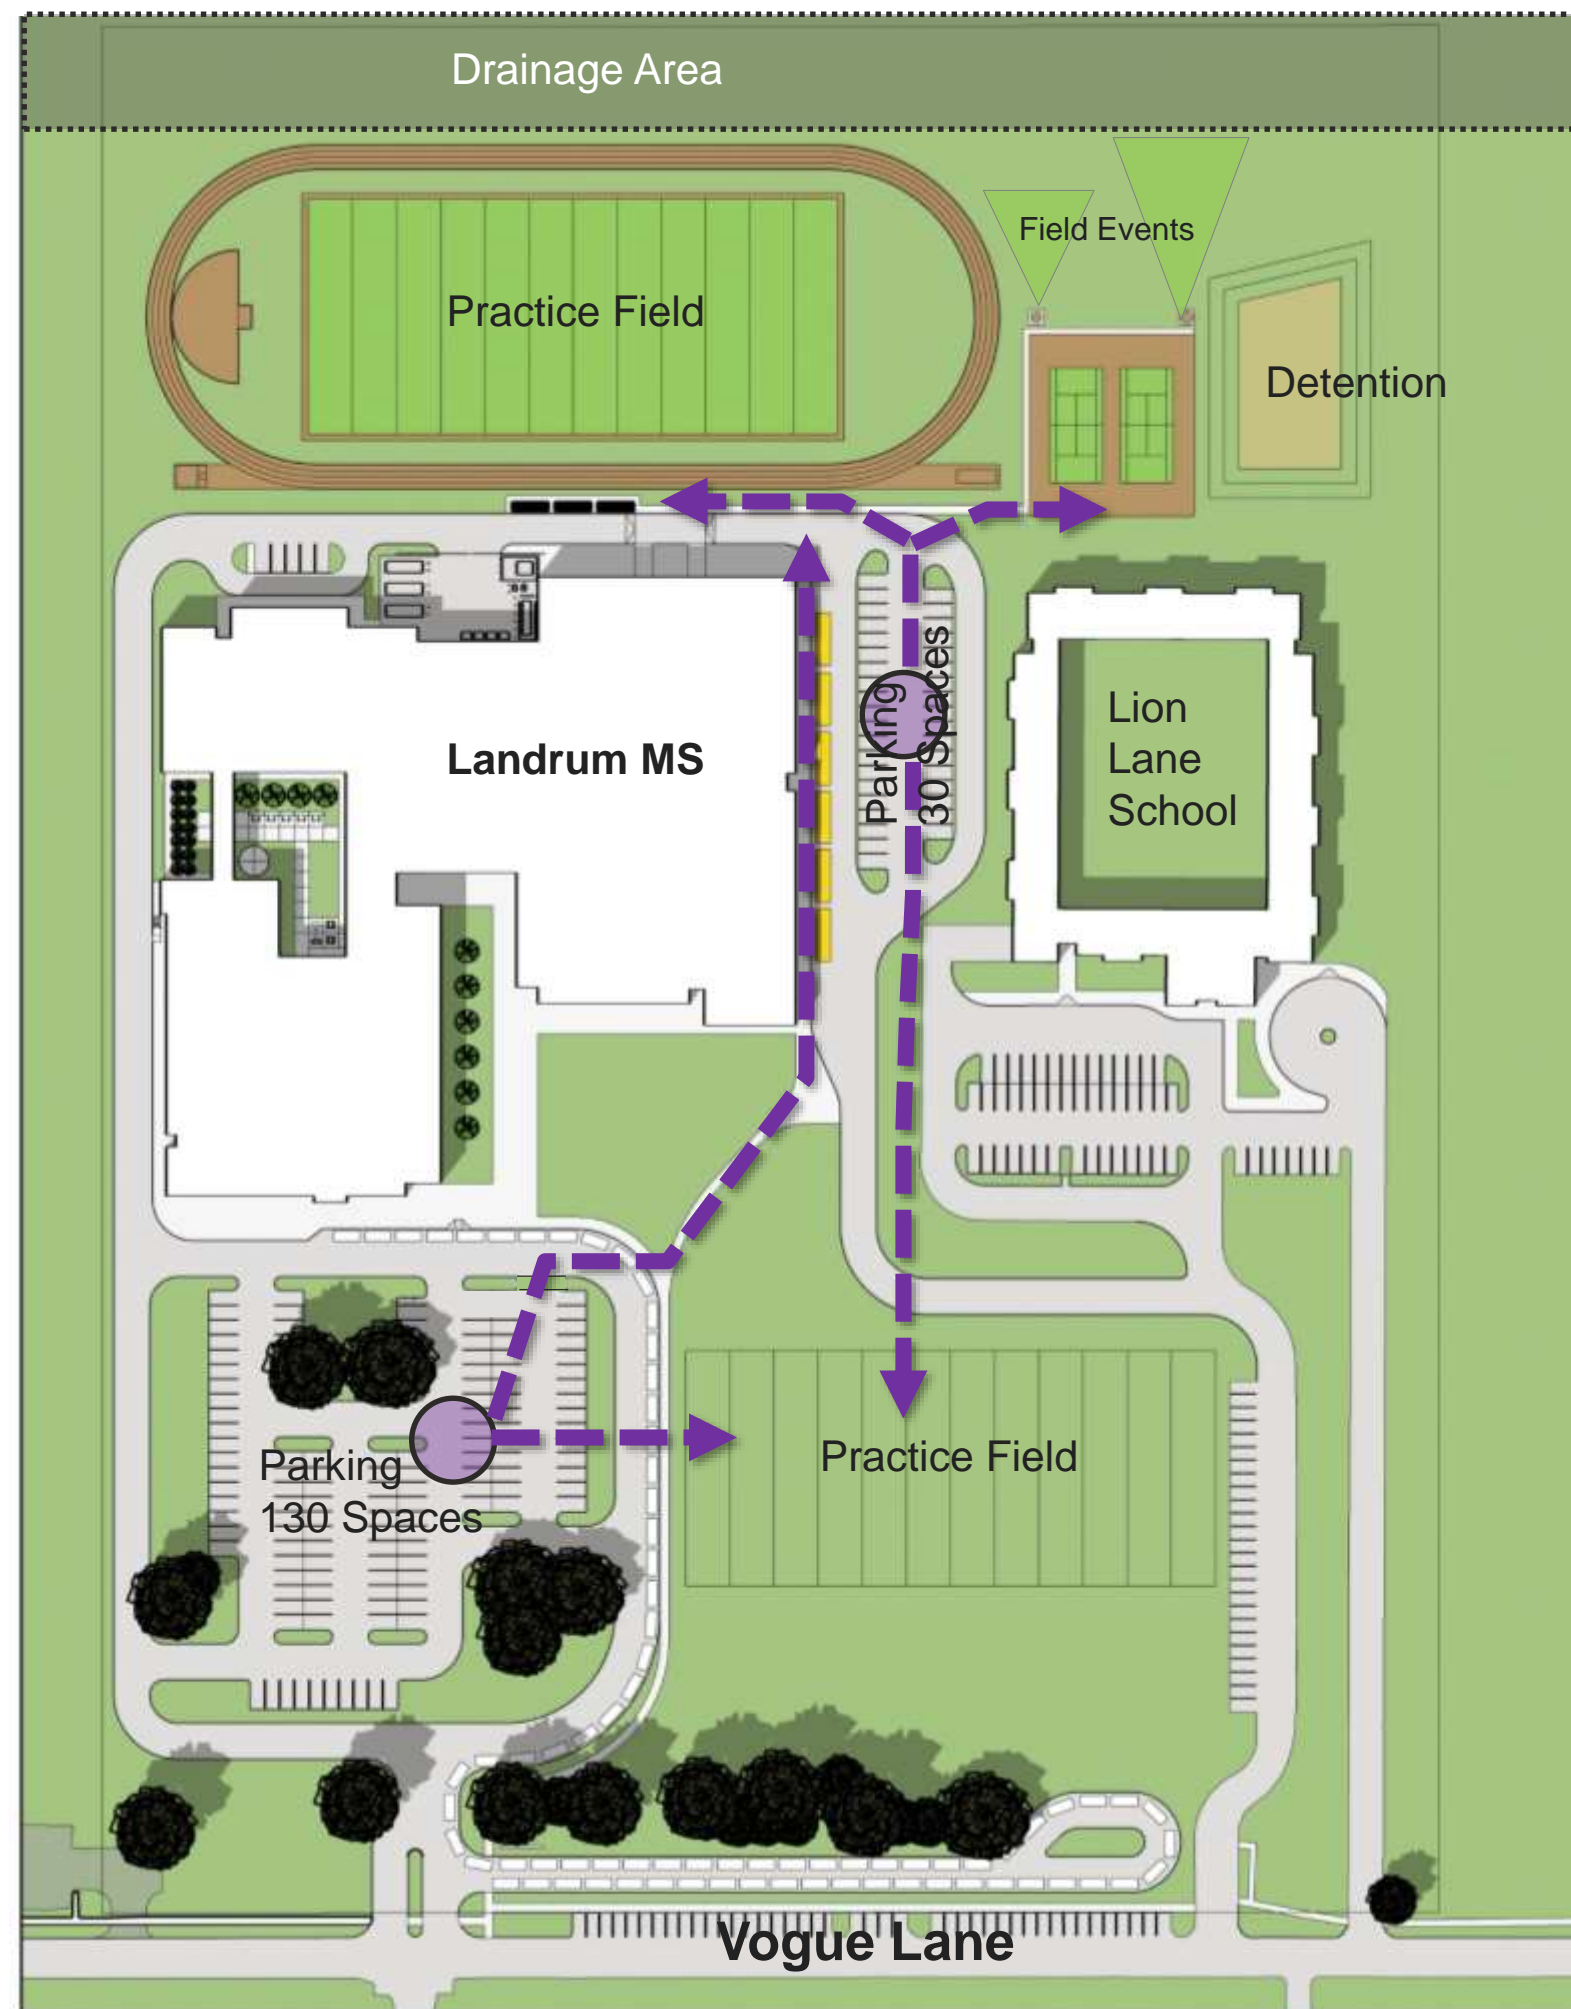 Drainage Area
Field Events
Practice Field
Detention
Parking
30 Spaces
Lion
Lane
School
Landrum MS
Parking
130 Spaces
Practice Field
Vogue Lane